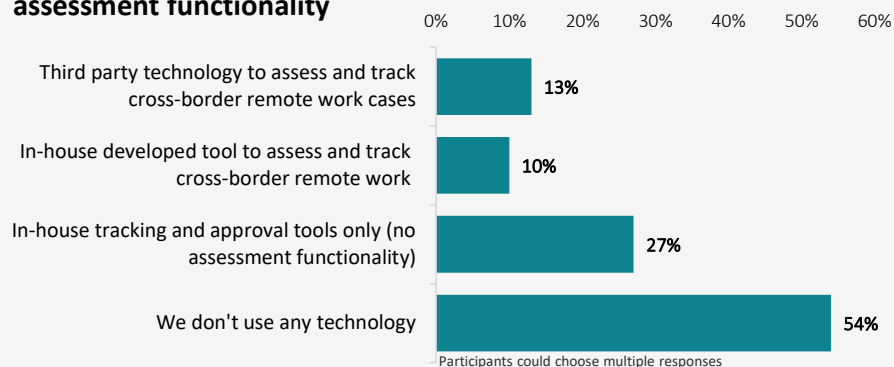 assessment functionality
0% 10% 20% 30% 40% 50% 60%
Third party technology to assess and track
cross-border remote work cases
13%
In-house developed tool to assess and track
cross-border remote work
10%
In-house tracking and approval tools only (no
assessment functionality)
27%
We don't use any technology
54%
Participants could choose multiple responses